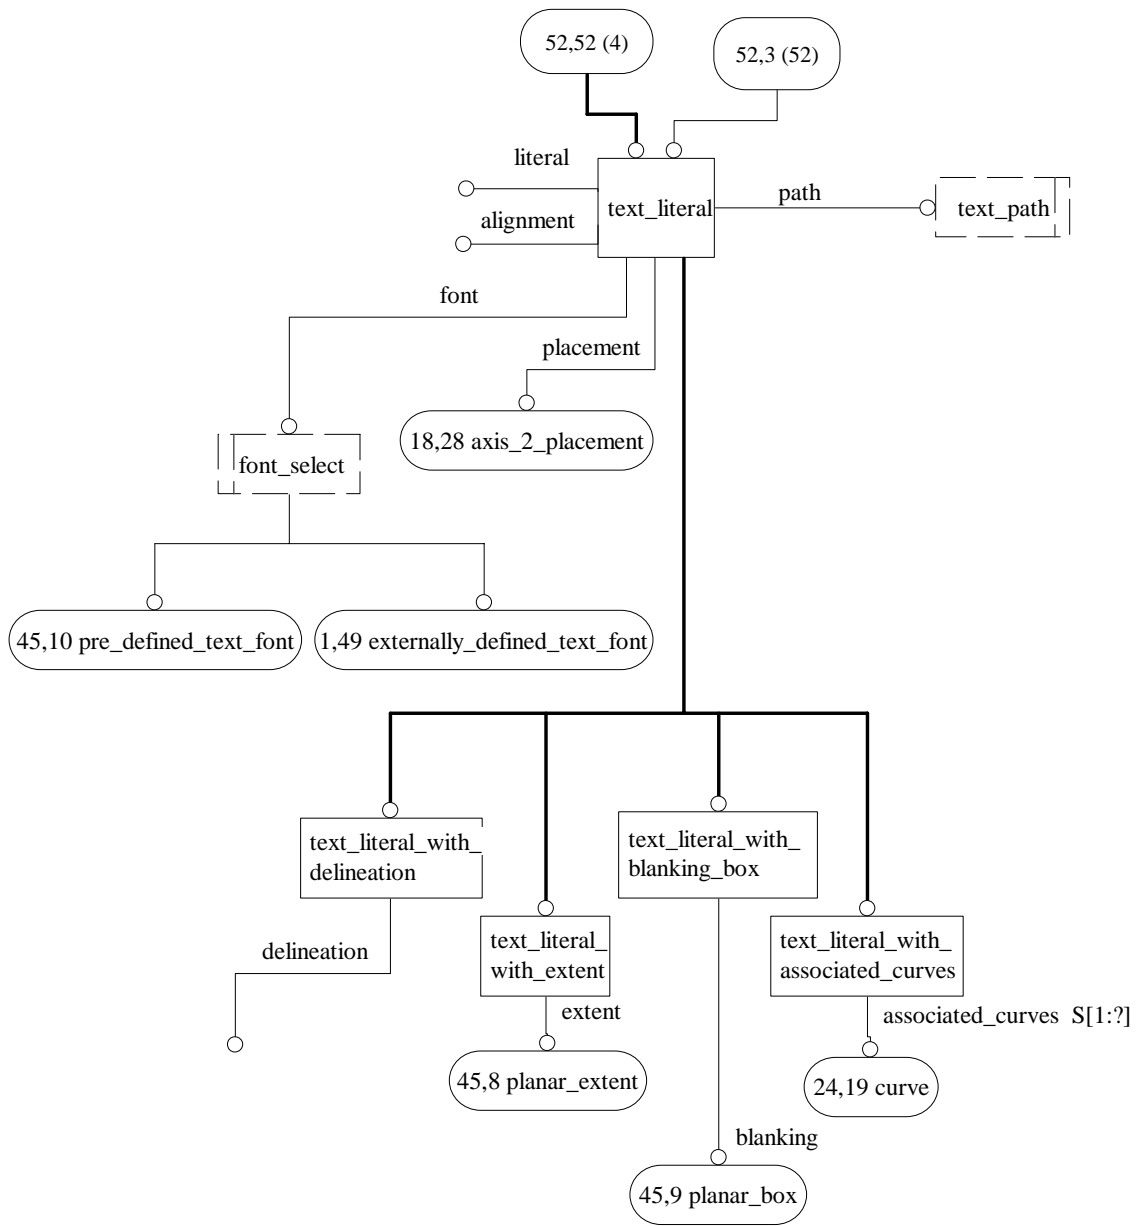 52,52 (4)
52,3 (52)
literal
path
text_literal
text_path
alignment
font
placement
18,28 axis_2_placement
font_select
45,10 pre_defined_text_font
1,49 externally_defined_text_font
text_literal_with_
delineation
text_literal_with_
blanking_box
text_literal_
with_extent
text_literal_with_
associated_curves
delineation
extent
associated_curves S[1:?]
45,8 planar_extent
24,19 curve
blanking
45,9 planar_box